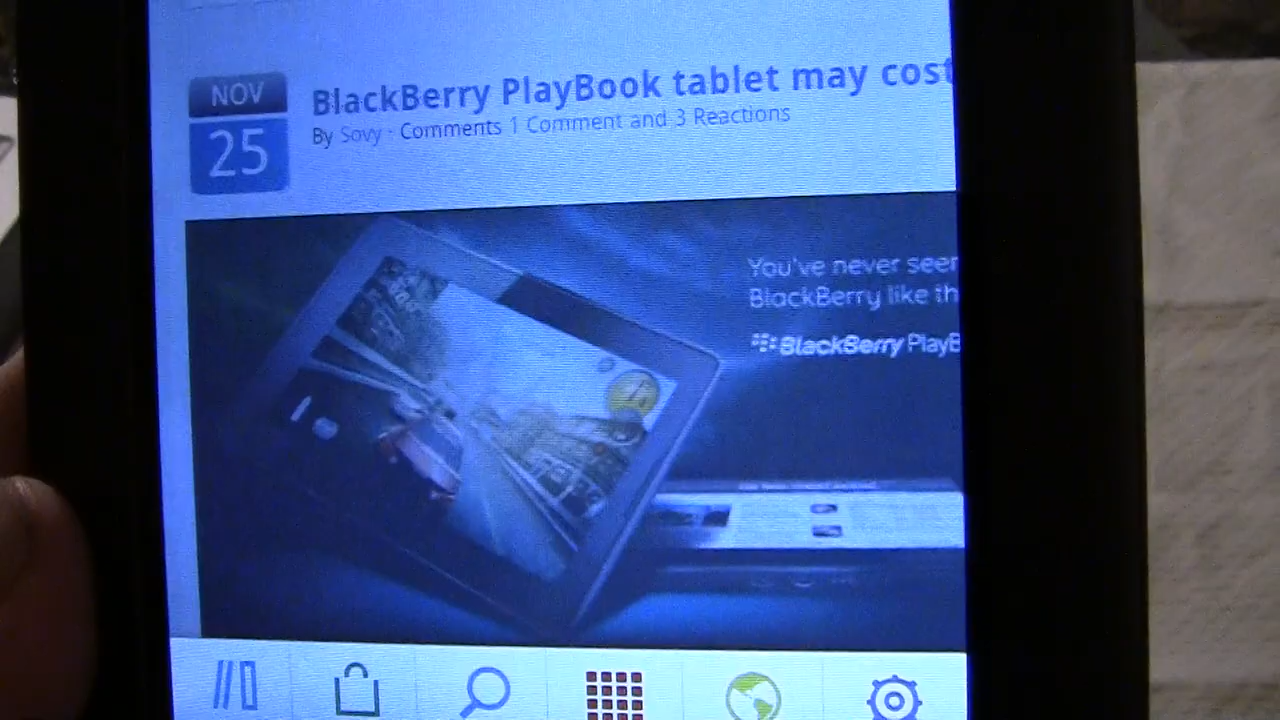 NOV
25
BlackBerry PlayBook tablet may cost
By Sovy · Comments 1 Comment and 3 Reactions
You've never seen
BlackBerry like th
BlackBerry PlayB